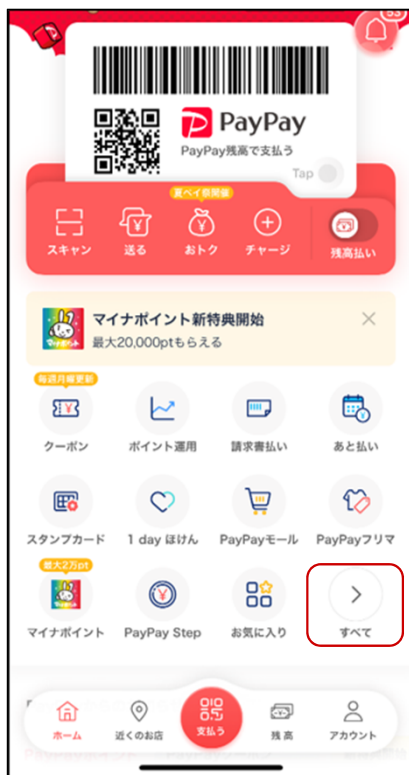 53
PayPay
PayPay残高で支払う
Tap
夏ペイ祭開催
スキャン
送る
おトク
チャージ
残高払い
マイナポイント新特典開始
最大20,000ptもらえる
毎週月曜更新
クーポン
ポイント運用
請求書払い
あと払い
スタンプカード
1 day ほけん
PayPayモール
PayPayフリマ
最大2万pt
マイナポイント
PayPay Step
お気に入り
すべて
ホーム
近くのお店
支払う
残高
アカウント